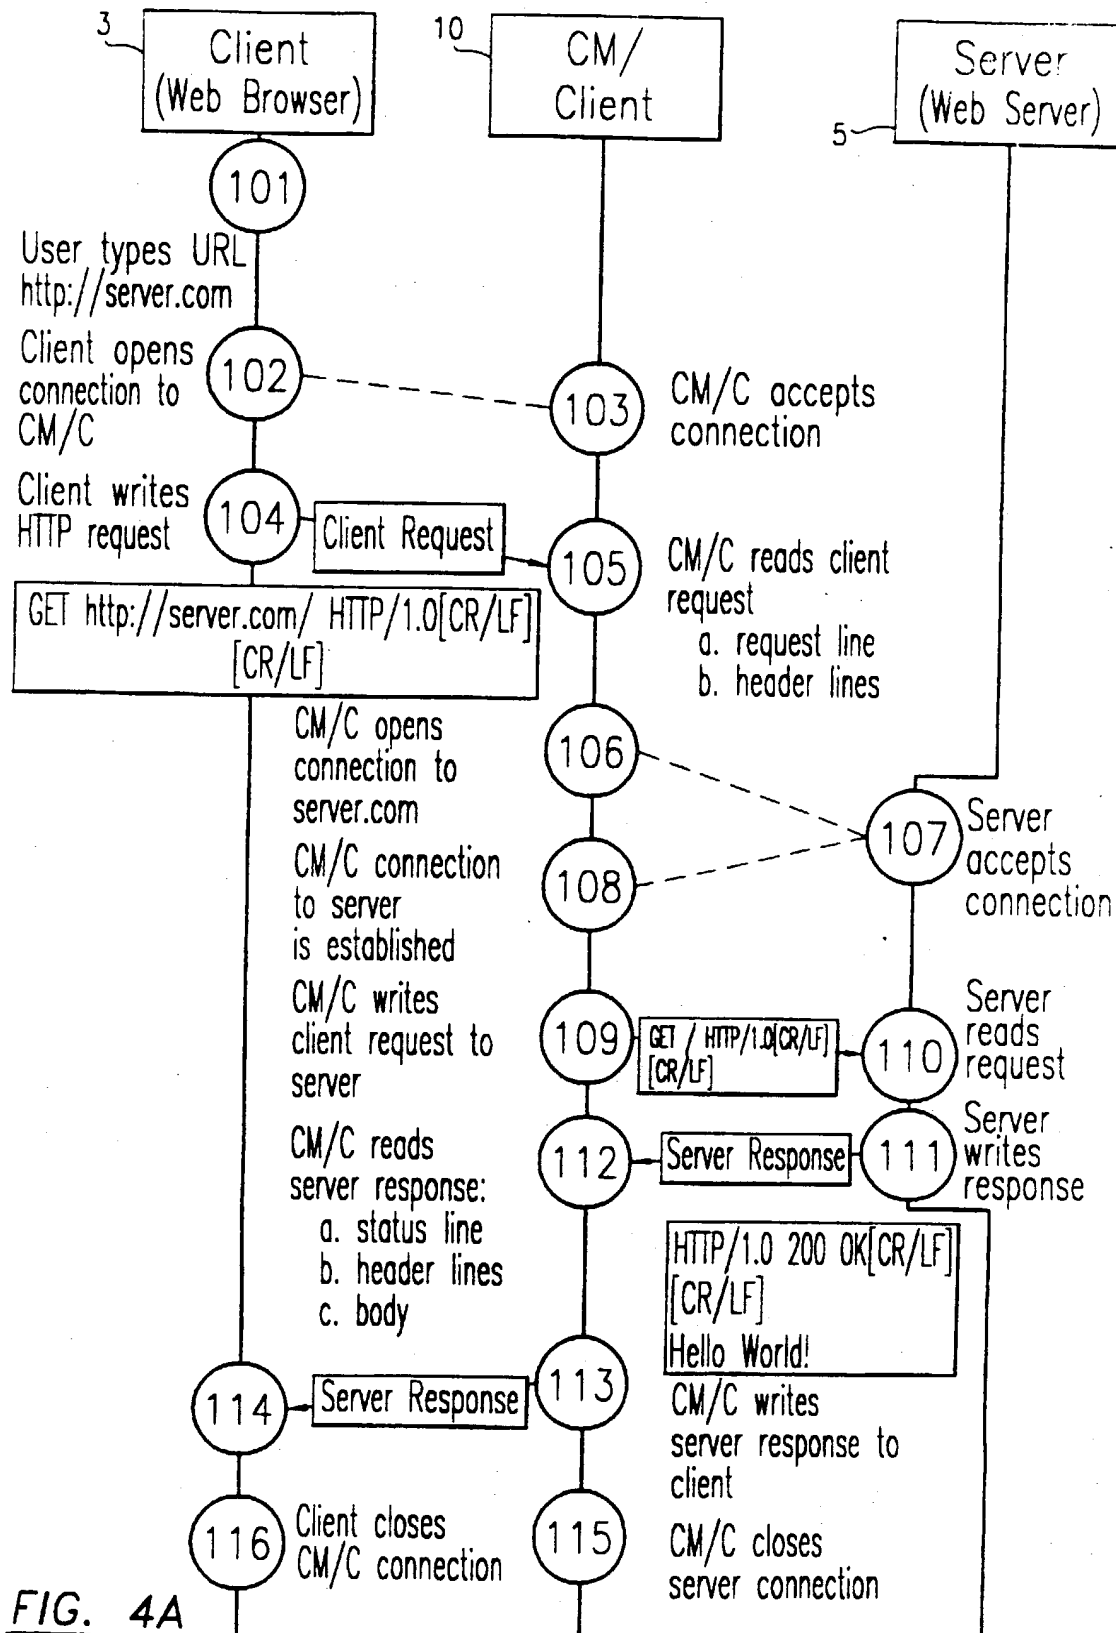 3
Client
(Web Browser)
10
CM/
Client
Server
(Web Server)
5
101
User types URL
http://server.com
Client opens
connection to
CM/C
102
103
CM/C accepts
connection
Client writes
HTTP request
104
Client Request
105
CM/C reads client
request
a. request line
b. header lines
GET http://server.com/ HTTP/1.0[CR/LF]
[CR/LF]
CM/C opens
connection to
server.com
106
107
Server
accepts
connection
CM/C connection
to server
is established
108
CM/C writes
client request to
server
109
GET / HTTP/1.0[CR/LF]
[CR/LF]
110
Server
reads
request
CM/C reads
server response:
a. status line
b. header lines
c. body
112
Server Response
111
Server
writes
response
HTTP/1.0 200 OK[CR/LF]
[CR/LF]
Hello World!
114
Server Response
113
CM/C writes
server response to
client
116
Client closes
CM/C connection
115
CM/C closes
server connection
FIG. 4A